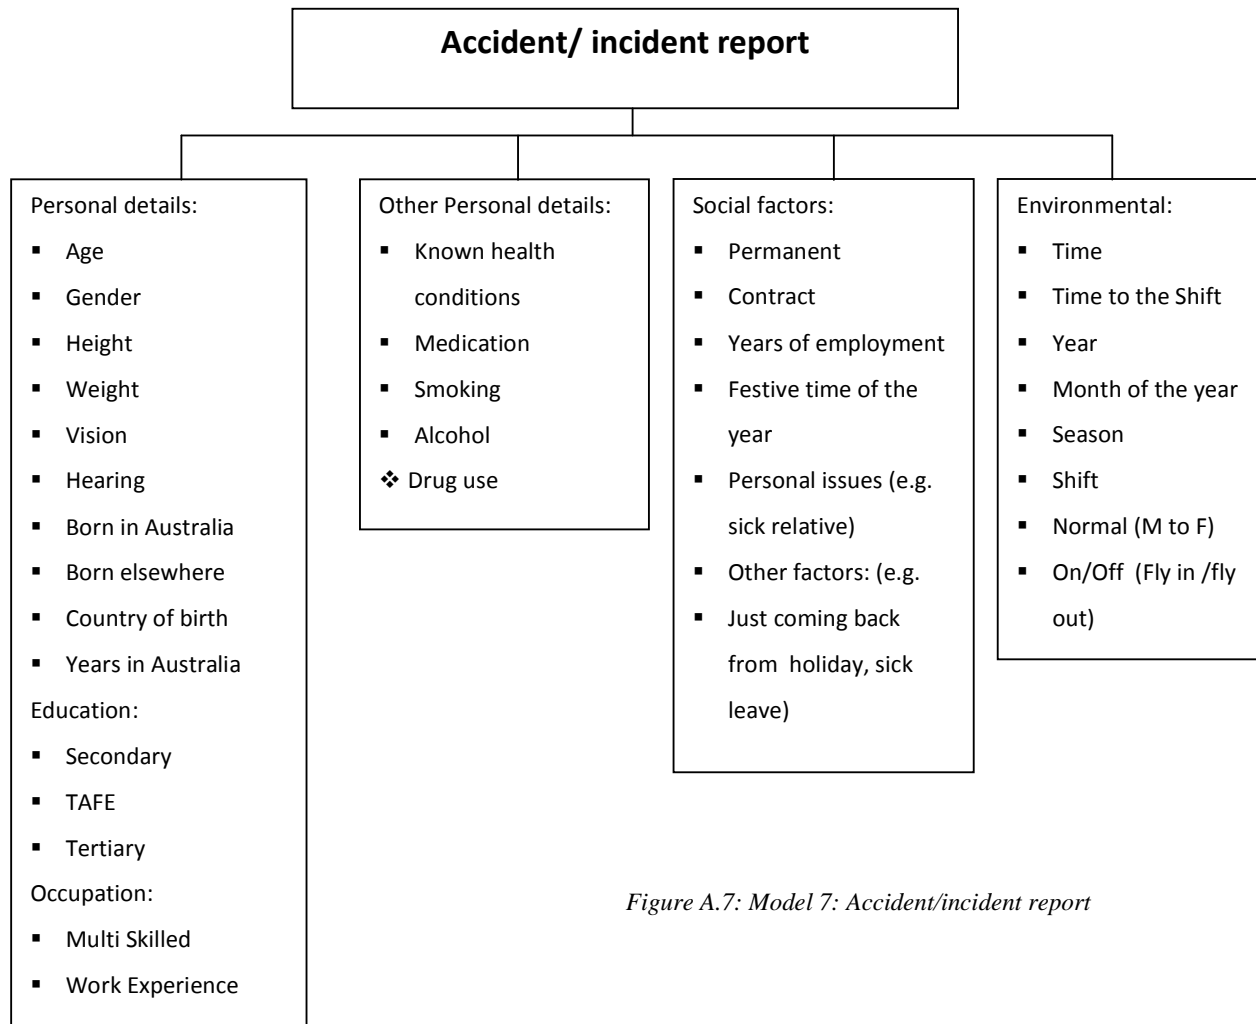 Accident/ incident report
Personal details:
▪ Age
▪ Gender
▪ Height
▪ Weight
▪ Vision
▪ Hearing
▪ Born in Australia
▪ Born elsewhere
▪ Country of birth
▪ Years in Australia
Education:
▪ Secondary
▪ TAFE
▪ Tertiary
Occupation:
▪ Multi Skilled
▪ Work Experience
Other Personal details:
▪ Known health
conditions
▪ Medication
▪ Smoking
▪ Alcohol
❖ Drug use
Social factors:
▪ Permanent
▪ Contract
▪ Years of employment
▪ Festive time of the
year
▪ Personal issues (e.g.
sick relative)
▪ Other factors: (e.g.
▪ Just coming back
from holiday, sick
leave)
Environmental:
▪ Time
▪ Time to the Shift
▪ Year
▪ Month of the year
▪ Season
▪ Shift
▪ Normal (M to F)
▪ On/Off (Fly in /fly
out)
Figure A.7: Model 7: Accident/incident report